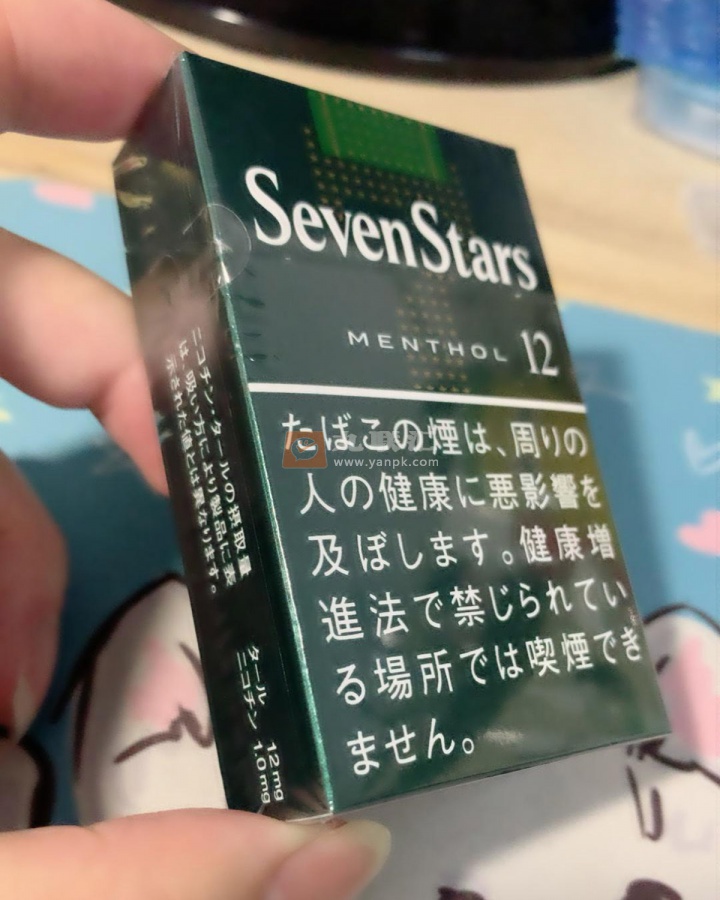 SevenStars
MENTHOL 12
たばこの煙は、周りの
人の健康に悪影響を
及ぼします。健康増
進法で禁じられてい
る場所では喫煙でき
ません。
www.yanpk.com
ニコチン・タールの摂取量
は、吸い方により製品に表
示された値とは異なります。
タール 12mg
ニコチン 1.0mg